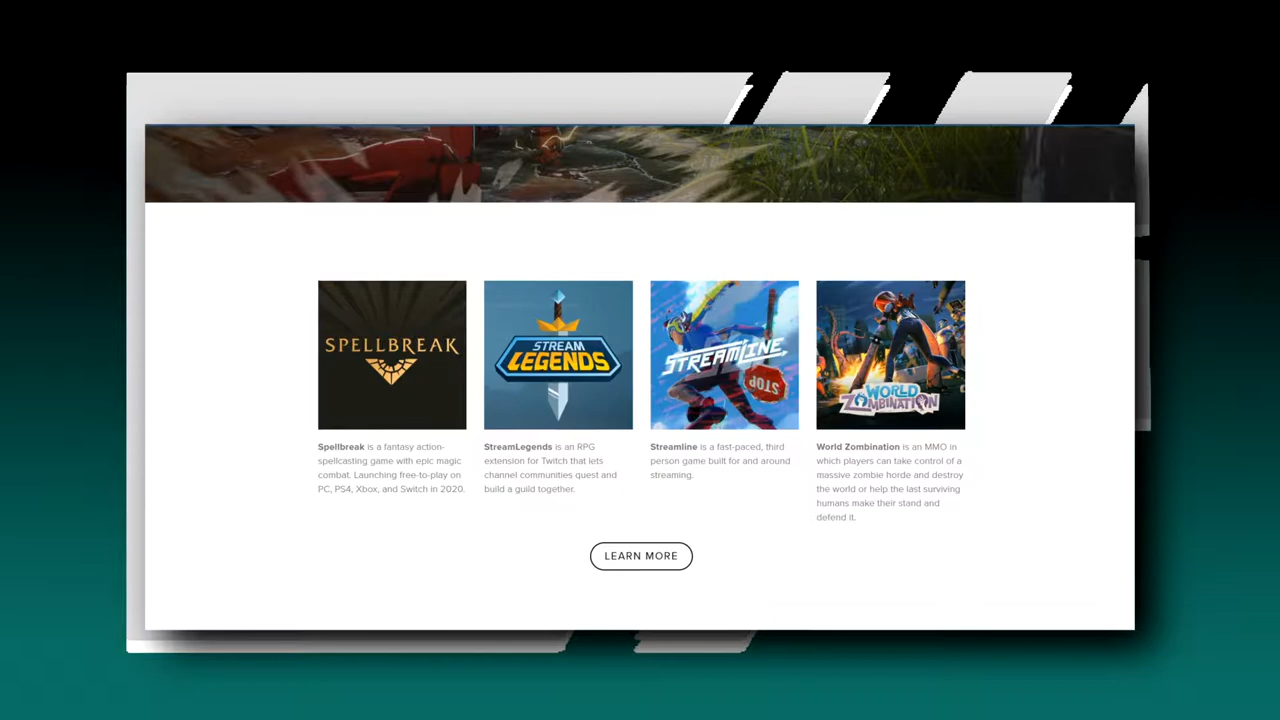 SPELLBREAK
STREAM
LEGENDS
STREAMLINE
STOP
WORLD
ZOMBINATION
Spellbreak is a fantasy action-
spellcasting game with epic magic
combat. Launching free-to-play on
PC, PS4, Xbox, and Switch in 2020.
StreamLegends is an RPG
extension for Twitch that lets
channel communities quest and
build a guild together.
Streamline is a fast-paced, third
person game built for and around
streaming.
World Zombination is an MMO in
which players can take control of a
massive zombie horde and destroy
the world or help the last surviving
humans make their stand and
defend it.
LEARN MORE